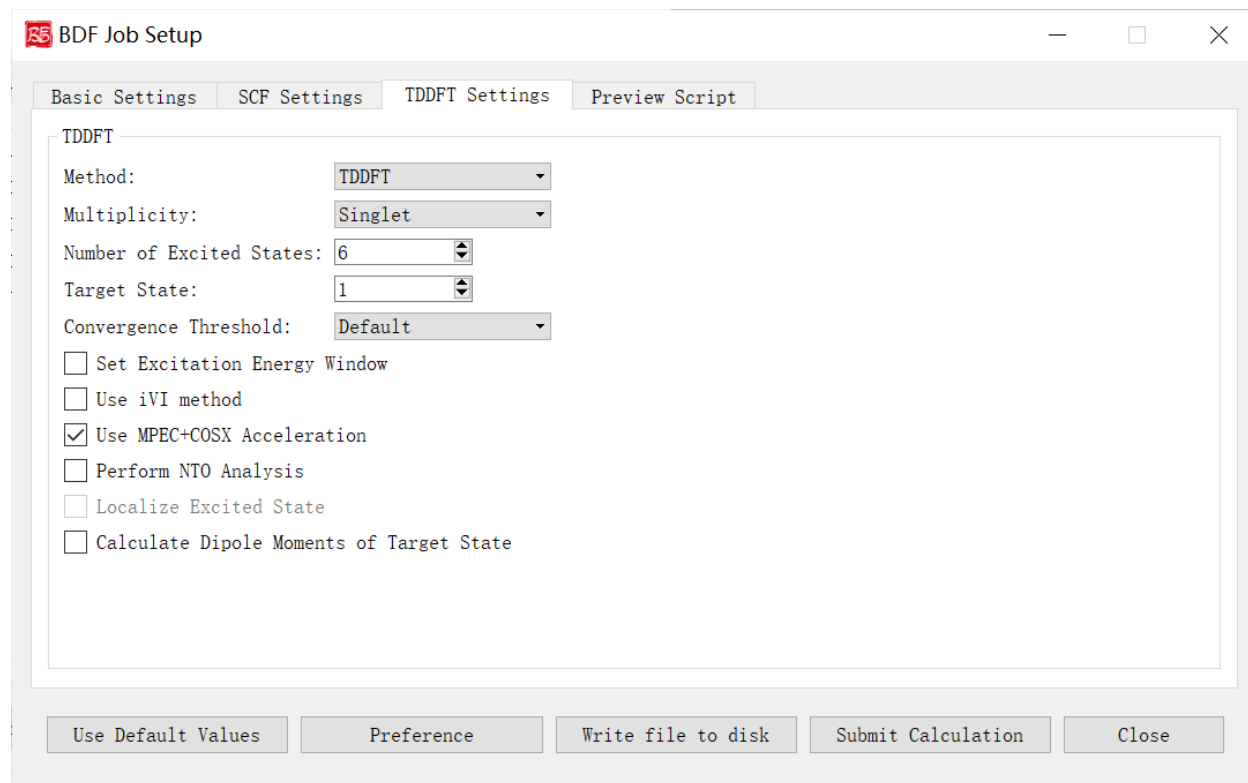 BDF Job Setup
Basic Settings SCF Settings TDDFT Settings Preview Script
TDDFT
Method: TDDFT
Multiplicity: Singlet
Number of Excited States: 6
Target State: 1
Convergence Threshold: Default
Set Excitation Energy Window
Use iVI method
Use MPEC+COSX Acceleration
Perform NTO Analysis
Localize Excited State
Calculate Dipole Moments of Target State
Use Default Values Preference Write file to disk Submit Calculation Close